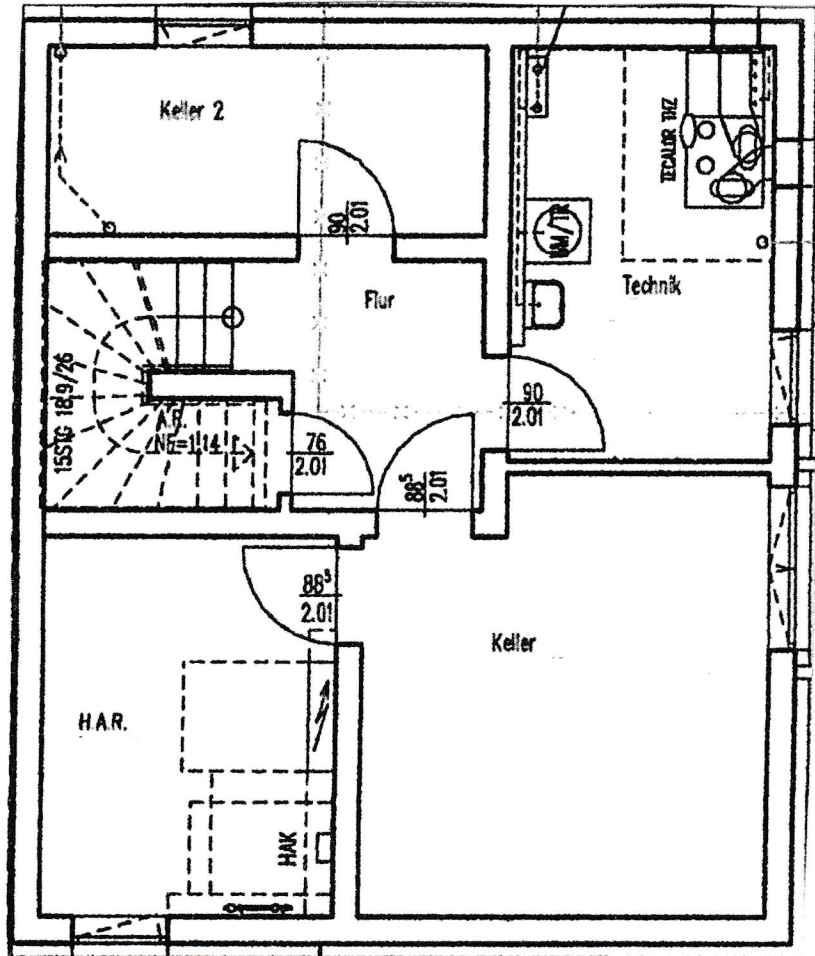 Keller 2
TECALOR THZ
90
2.01
WM/TR
Technik
Flur
15STG 18,9/26
A.R.
NF=1.14
76
2.01
90
2.01
88⁵
2.01
88⁵
2.01
Keller
H.A.R.
HAK